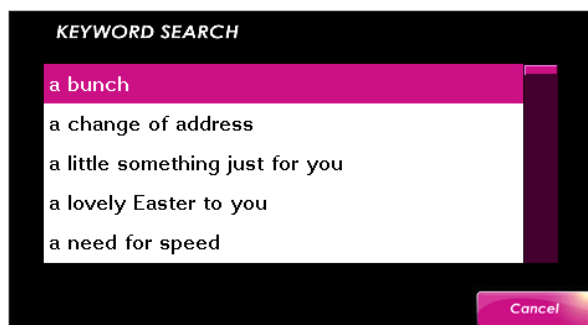 KEYWORD SEARCH
a bunch
a change of address
a little something just for you
a lovely Easter to you
a need for speed
Cancel